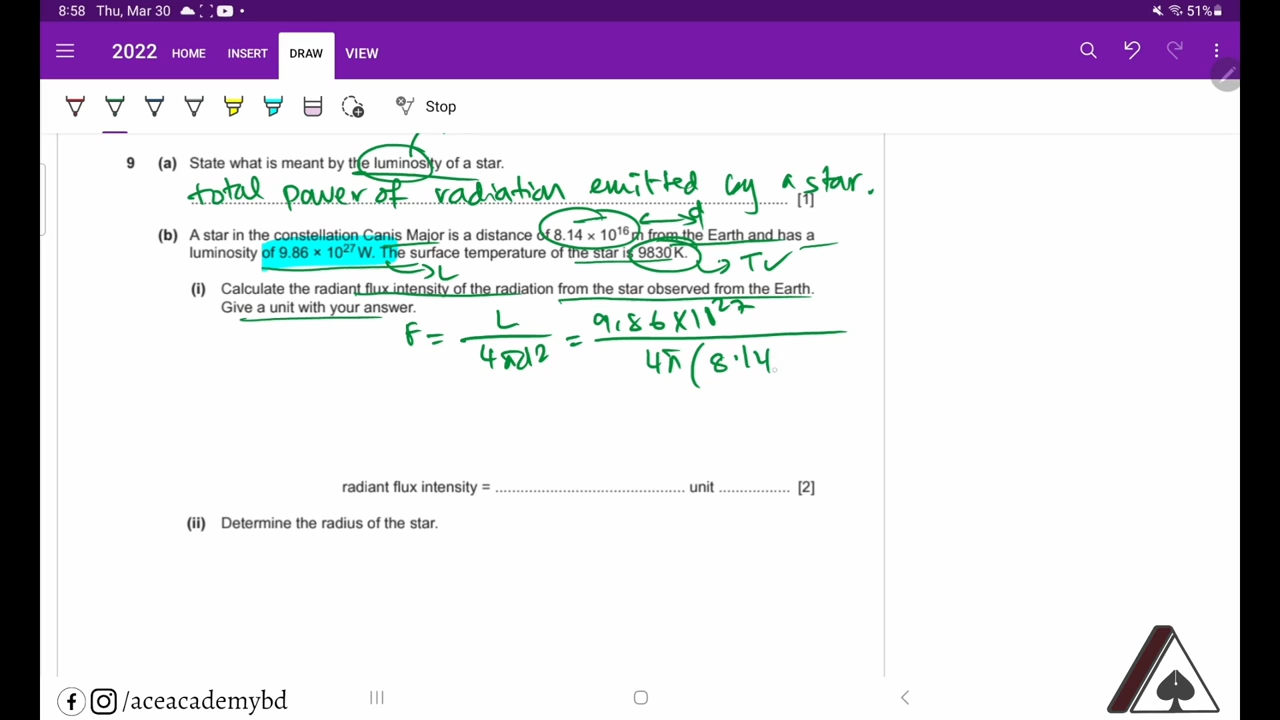 8:58 Thu, Mar 30 51%
2022 HOME INSERT DRAW VIEW
Stop
9 (a) State what is meant by the luminosity of a star.
total power of radiation emitted by a star.
[1]
(b) A star in the constellation Canis Major is a distance of 8.14 × 10¹⁶ m from the Earth and has a
luminosity of 9.86 × 10²⁷ W. The surface temperature of the star is 9830 K.
d
L
T
(i) Calculate the radiant flux intensity of the radiation from the star observed from the Earth.
Give a unit with your answer.
F = L / 4πd² = 9.86 × 10²⁷ / 4π (8.14
radiant flux intensity = ........................................ unit ............... [2]
(ii) Determine the radius of the star.
/aceacademybd